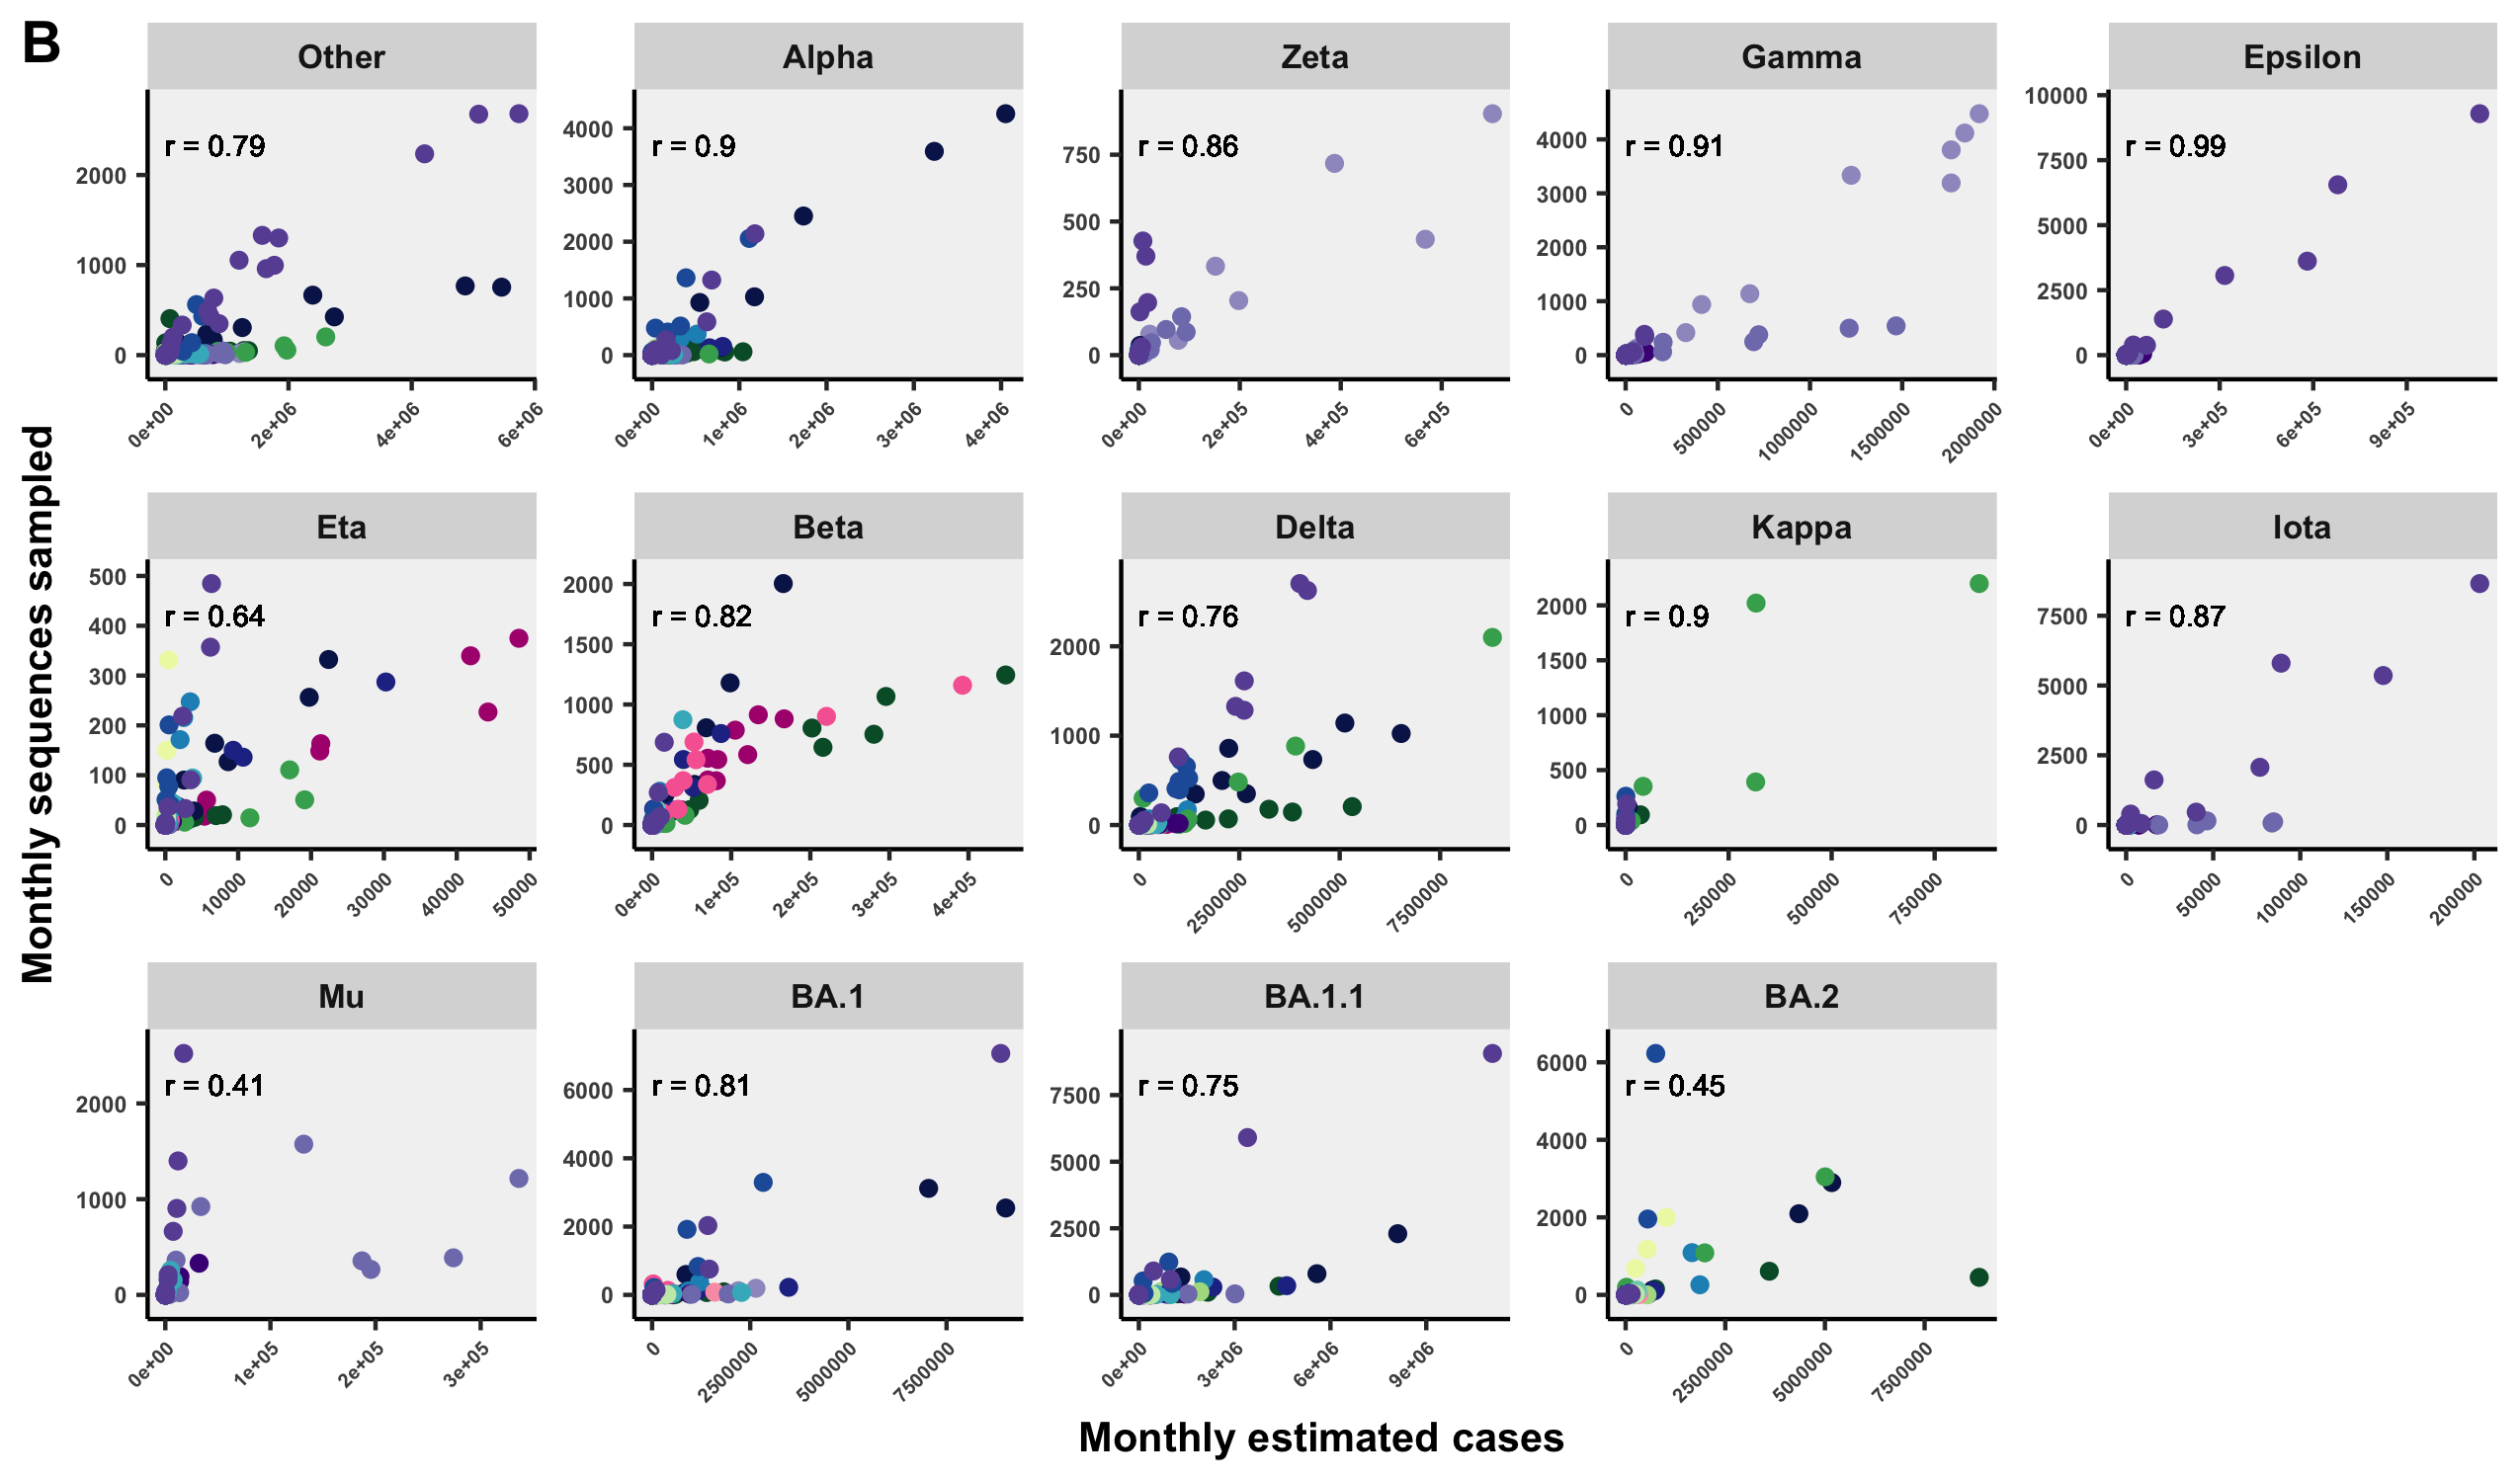 B
Other
Alpha
Zeta
Gamma
Epsilon
r = 0.79
r = 0.9
r = 0.86
r = 0.91
r = 0.99
2000
1000
0
4000
3000
2000
1000
0
750
500
250
0
4000
3000
2000
1000
0
10000
7500
5000
2500
0
0e+00
2e+06
4e+06
6e+06
0e+00
1e+06
2e+06
3e+06
4e+06
0e+00
2e+05
4e+05
6e+05
0
500000
1000000
1500000
2000000
0e+00
3e+05
6e+05
9e+05
Monthly sequences sampled
Eta
Beta
Delta
Kappa
Iota
r = 0.64
r = 0.82
r = 0.76
r = 0.9
r = 0.87
500
400
300
200
100
0
2000
1500
1000
500
0
2000
1000
0
2000
1500
1000
500
0
7500
5000
2500
0
0
10000
20000
30000
40000
50000
0e+00
1e+05
2e+05
3e+05
4e+05
0
2500000
5000000
7500000
0
250000
500000
750000
0
500000
1000000
1500000
2000000
Mu
BA.1
BA.1.1
BA.2
r = 0.41
r = 0.81
r = 0.75
r = 0.45
2000
1000
0
6000
4000
2000
0
7500
5000
2500
0
6000
4000
2000
0
0e+00
1e+05
2e+05
3e+05
0
2500000
5000000
7500000
0e+00
3e+06
6e+06
9e+06
0
2500000
5000000
7500000
Monthly estimated cases